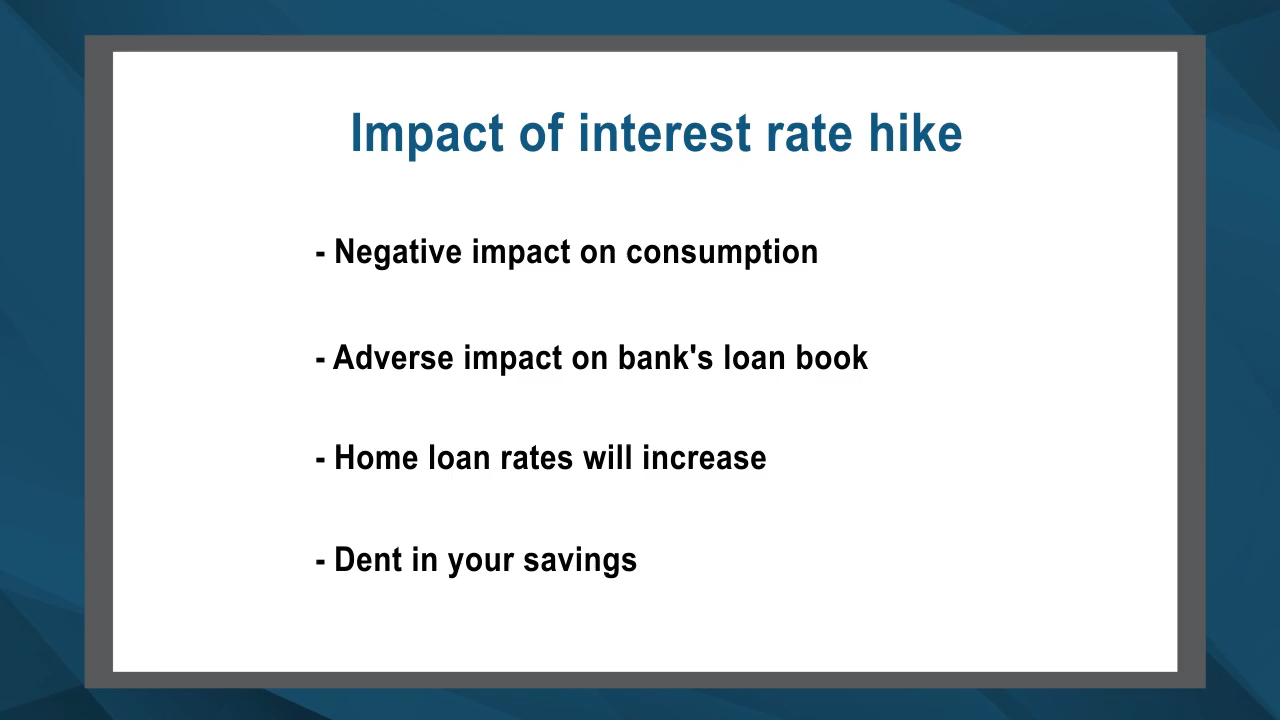 Impact of interest rate hike
- Negative impact on consumption
- Adverse impact on bank's loan book
- Home loan rates will increase
- Dent in your savings